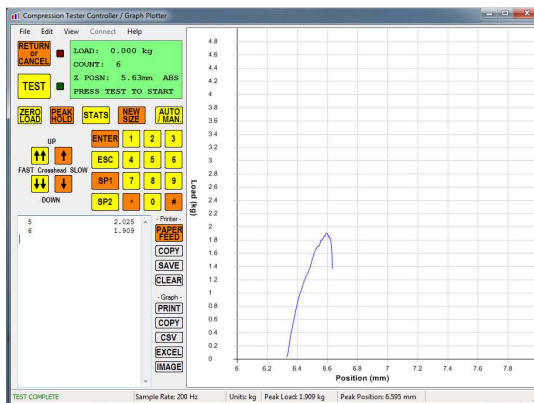 Compression Tester Controller / Graph Plotter
File Edit View Connect Help
RETURN or CANCEL
LOAD: 0.000 kg
COUNT: 6
Z POSN: 5.63mm ABS
PRESS TEST TO START
TEST
ZERO LOAD PEAK HOLD STATS NEW SIZE AUTO / MAN.
UP
FAST Crosshead SLOW
DOWN
ENTER 1 2 3
ESC 4 5 6
SP1 7 8 9
SP2 * 0 #
5 2.025
6 1.909
- Printer -
PAPER FEED
COPY
SAVE
CLEAR
- Graph -
PRINT
COPY
CSV
EXCEL
IMAGE
Load (kg)
4.8
4.6
4.4
4.2
4
3.8
3.6
3.4
3.2
3
2.8
2.6
2.4
2.2
2
1.8
1.6
1.4
1.2
1
0.8
0.6
0.4
0.2
0
6 6.2 6.4 6.6 6.8 7 7.2 7.4 7.6 7.8
Position (mm)
TEST COMPLETE Sample Rate: 200 Hz Units: kg Peak Load: 1.909 kg Peak Position: 6.595 mm